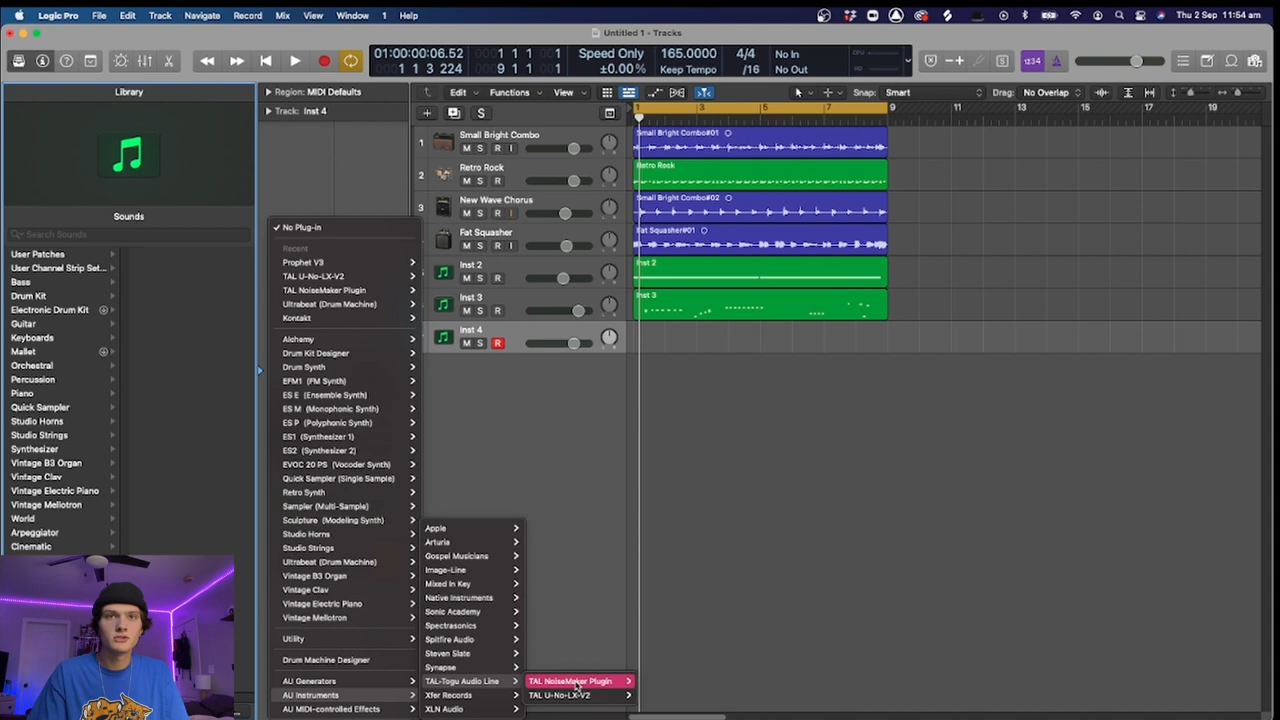 Logic Pro File Edit Track Navigate Record Mix View Window 1 Help
Thu 2 Sep 11:54 am
Untitled 1 - Tracks
01:00:00:06.52
1 1 3 224
1 1 1
9 1 1
Speed Only
±0.00%
165.0000
Keep Tempo
4/4
/16
No In
No Out
1234
Library
Region: MIDI Defaults
Track: Inst 4
Edit Functions View
Snap: Smart
Drag: No Overlap
1 3 5 7 9 11 13 15 17 19
Sounds
Search Sounds
User Patches
User Channel Strip Set...
Bass
Drum Kit
Electronic Drum Kit
Guitar
Keyboards
Mallet
Orchestral
Percussion
Piano
Quick Sampler
Studio Horns
Studio Strings
Synthesizer
Vintage B3 Organ
Vintage Clav
Vintage Electric Piano
Vintage Mellotron
World
Arpeggiator
Cinematic
No Plug-in
Recent
Prophet V3
TAL U-No-LX-V2
TAL NoiseMaker Plugin
Ultrabeat (Drum Machine)
Kontakt
Alchemy
Drum Kit Designer
Drum Synth
EFM1 (FM Synth)
ES E (Ensemble Synth)
ES M (Monophonic Synth)
ES P (Polyphonic Synth)
ES1 (Synthesizer 1)
ES2 (Synthesizer 2)
EVOC 20 PS (Vocoder Synth)
Quick Sampler (Single Sample)
Retro Synth
Sampler (Multi-Sample)
Sculpture (Modeling Synth)
Studio Horns
Studio Strings
Ultrabeat (Drum Machine)
Vintage B3 Organ
Vintage Clav
Vintage Electric Piano
Vintage Mellotron
Utility
Drum Machine Designer
AU Generators
AU Instruments
AU MIDI-controlled Effects
Apple
Arturia
Gospel Musicians
Image-Line
Mixed In Key
Native Instruments
Sonic Academy
Spectrasonics
Spitfire Audio
Steven Slate
Synapse
TAL-Togu Audio Line
Xfer Records
XLN Audio
TAL NoiseMaker Plugin
TAL U-No-LX-V2
1 Small Bright Combo
M S R I
2 Retro Rock
M S R
3 New Wave Chorus
M S R I
Fat Squasher
M S R I
Inst 2
M S R
Inst 3
M S R
Inst 4
M S R
Small Bright Combo#01
Retro Rock
Small Bright Combo#02
Fat Squasher#01
Inst 2
Inst 3